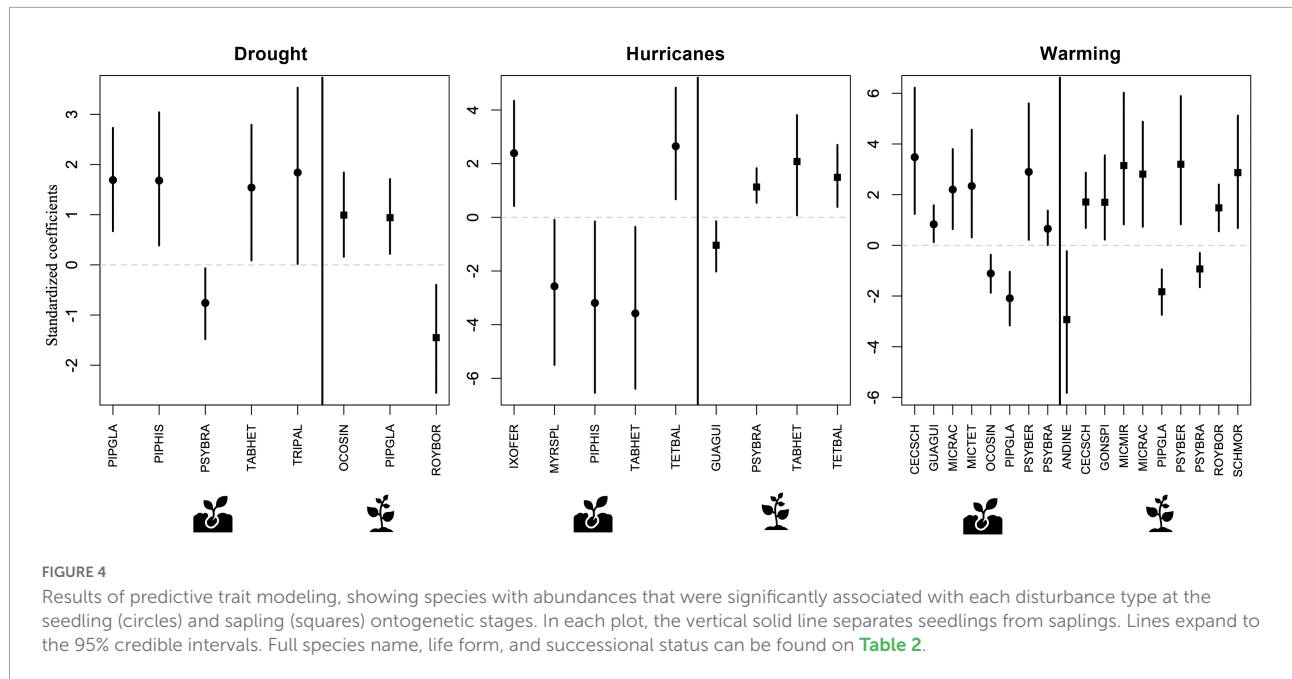 Drought
Hurricanes
Warming
Standardized coefficients
3
2
1
0
-1
-2
4
2
0
-2
-4
-6
6
4
2
0
-2
-4
-6
PIPGLA
PIPHIS
PSYBRA
TABHET
TRIPAL
OCOSIN
PIPGLA
ROYBOR
IXOFER
MYRSPL
PIPHIS
TABHET
TETBAL
GUAGUI
PSYBRA
TABHET
TETBAL
CECSCH
GUAGUI
MICRAC
MICTET
OCOSIN
PIPGLA
PSYBER
PSYBRA
ANDINE
CECSCH
GONSPI
MICMIR
MICRAC
PIPGLA
PSYBER
PSYBRA
ROYBOR
SCHMOR
FIGURE 4
Results of predictive trait modeling, showing species with abundances that were significantly associated with each disturbance type at the
seedling (circles) and sapling (squares) ontogenetic stages. In each plot, the vertical solid line separates seedlings from saplings. Lines expand to
the 95% credible intervals. Full species name, life form, and successional status can be found on Table 2.